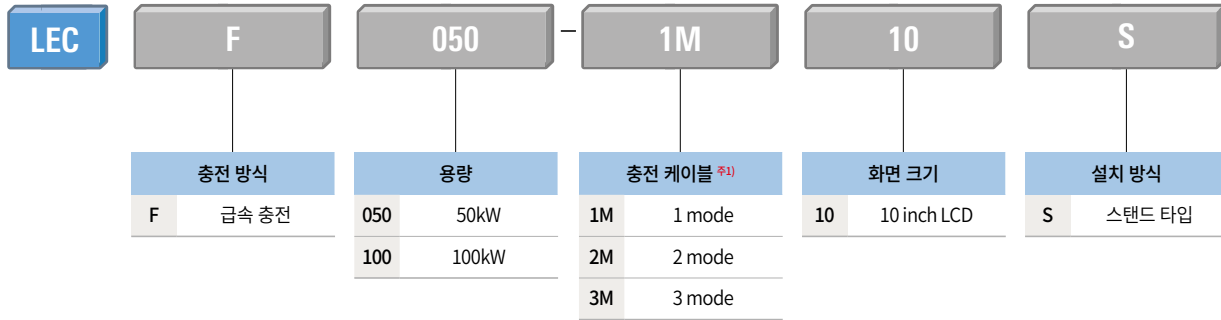 LEC F 050 – 1M 10 S
충전 방식 용량 충전 케이블 주1) 화면 크기 설치 방식
F 급속 충전 050 50kW 1M 1 mode 10 10 inch LCD S 스탠드 타입
100 100kW 2M 2 mode
3M 3 mode